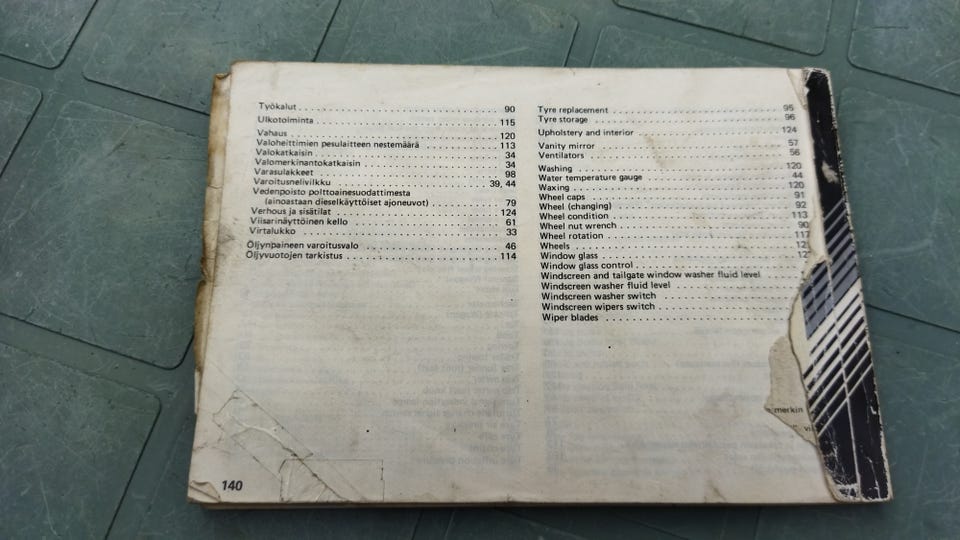 Työkalut 90
Ulkotoiminta 115
Vahaus 120
Valoheittimien pesulaitteen nestemäärä 113
Valokatkaisin 34
Valomerkinantokatkaisin 34
Varasulakkeet 98
Varoitusnelivilkku 39, 44
Vedenpoisto polttoainesuodattimesta
(ainoastaan dieselkäyttöiset ajoneuvot) 79
Verhous ja sisätilat 124
Viisarinäyttöinen kello 61
Virtalukko 33
Öljynpaineen varoitusvalo 46
Öljyvuotojen tarkistus 114
Tyre replacement 95
Tyre storage 96
Upholstery and interior 124
Vanity mirror 57
Ventilators 56
Washing 120
Water temperature gauge 44
Waxing 120
Wheel caps 91
Wheel (changing) 92
Wheel condition 113
Wheel nut wrench 90
Wheel rotation 117
Wheels
Window glass
Window glass control
Windscreen and tailgate window washer fluid level
Windscreen washer fluid level
Windscreen washer switch
Windscreen wipers switch
Wiper blades
merkin
140